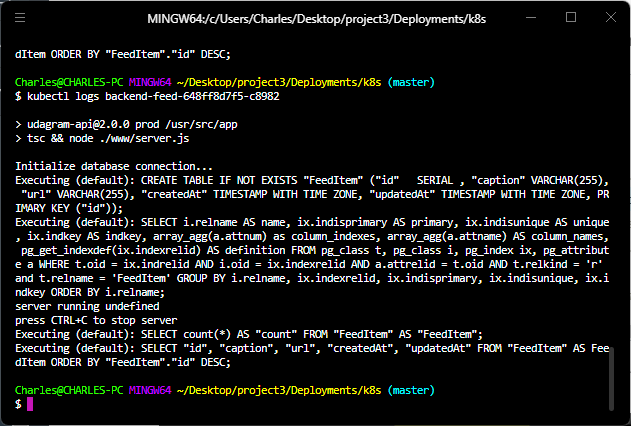 MINGW64:/c/Users/Charles/Desktop/project3/Deployments/k8s
dItem ORDER BY "FeedItem"."id" DESC;
Charles@CHARLES-PC MINGW64 ~/Desktop/project3/Deployments/k8s (master)
$ kubectl logs backend-feed-648ff8d7f5-c8982
> udagram-api@2.0.0 prod /usr/src/app
> tsc && node ./www/server.js
Initialize database connection...
Executing (default): CREATE TABLE IF NOT EXISTS "FeedItem" ("id"   SERIAL , "caption" VARCHAR(255),
 "url" VARCHAR(255), "createdAt" TIMESTAMP WITH TIME ZONE, "updatedAt" TIMESTAMP WITH TIME ZONE, PR
IMARY KEY ("id"));
Executing (default): SELECT i.relname AS name, ix.indisprimary AS primary, ix.indisunique AS unique
, ix.indkey AS indkey, array_agg(a.attnum) as column_indexes, array_agg(a.attname) AS column_names,
 pg_get_indexdef(ix.indexrelid) AS definition FROM pg_class t, pg_class i, pg_index ix, pg_attribut
e a WHERE t.oid = ix.indrelid AND i.oid = ix.indexrelid AND a.attrelid = t.oid AND t.relkind = 'r'
and t.relname = 'FeedItem' GROUP BY i.relname, ix.indexrelid, ix.indisprimary, ix.indisunique, ix.i
ndkey ORDER BY i.relname;
server running undefined
press CTRL+C to stop server
Executing (default): SELECT count(*) AS "count" FROM "FeedItem" AS "FeedItem";
Executing (default): SELECT "id", "caption", "url", "createdAt", "updatedAt" FROM "FeedItem" AS Fee
dItem ORDER BY "FeedItem"."id" DESC;
Charles@CHARLES-PC MINGW64 ~/Desktop/project3/Deployments/k8s (master)
$